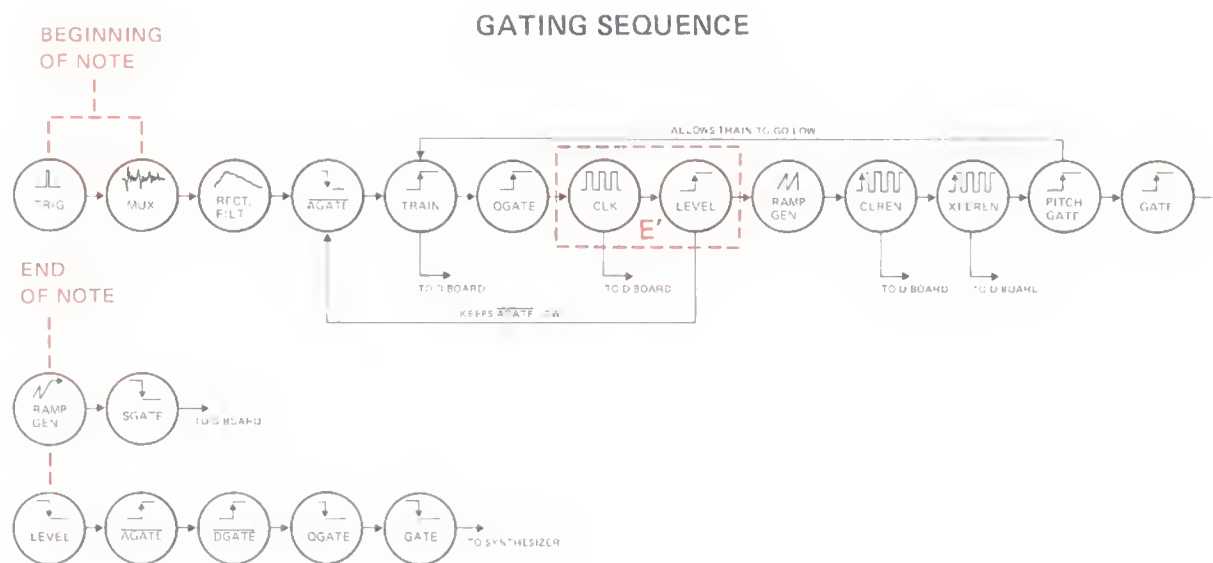 GATING SEQUENCE
BEGINNING
OF NOTE
ALLOWS TRAIN TO GO LOW
TRIG
MUX
RECT.
FILT
AGATE
TRAIN
QGATE
CLK
LEVEL
E'
RAMP
GEN
CLREN
XFEREN
PITCH
GATE
GATE
TO D BOARD
TO D BOARD
TO D BOARD
TO D BOARD
KEEPS AGATE LOW
END
OF NOTE
RAMP
GEN
SGATE
TO D BOARD
LEVEL
AGATE
DGATE
QGATE
GATE
TO SYNTHESIZER